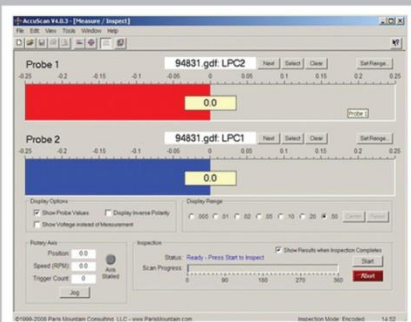 AccuScan V4.0.3 - [Measure / Inspect]
File Edit View Tools Window Help
Probe 1 94831.gdf: LPC2 Next Select Clear Set Range...
-0.25 -0.2 -0.15 -0.1 -0.05 0 0.05 0.1 0.15 0.2 0.25
0.0
Probe 1
Probe 2 94831.gdf: LPC1 Next Select Clear Set Range...
-0.25 -0.2 -0.15 -0.1 -0.05 0 0.05 0.1 0.15 0.2 0.25
0.0
Display Options Display Range
Show Probe Values Display Inverse Polarity .005 .01 .02 .05 .10 .20 .50 Center
Show Voltage instead of Measurement
Rotary Axis Inspection
Position: 0.0 Show Results when Inspection Completes
Status: Ready - Press Start to Inspect Start
Speed (RPM): 0.0 Axis Started Scan Progress:
Trigger Count: 0 0 90 180 270 360 Abort
Jog
©1999-2008 Paris Mountain Consulting, LLC - www.ParisMountain.com Inspection Mode: Encoded 14:52